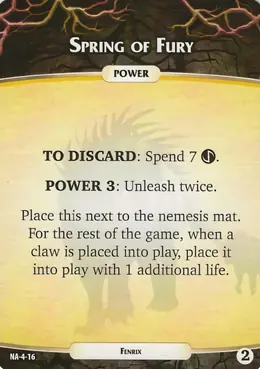 SPRING OF FURY
POWER
TO DISCARD: Spend 7 .
POWER 3: Unleash twice.
Place this next to the nemesis mat.
For the rest of the game, when a
claw is placed into play, place it
into play with 1 additional life.
NA-4-16
FENRIX
2